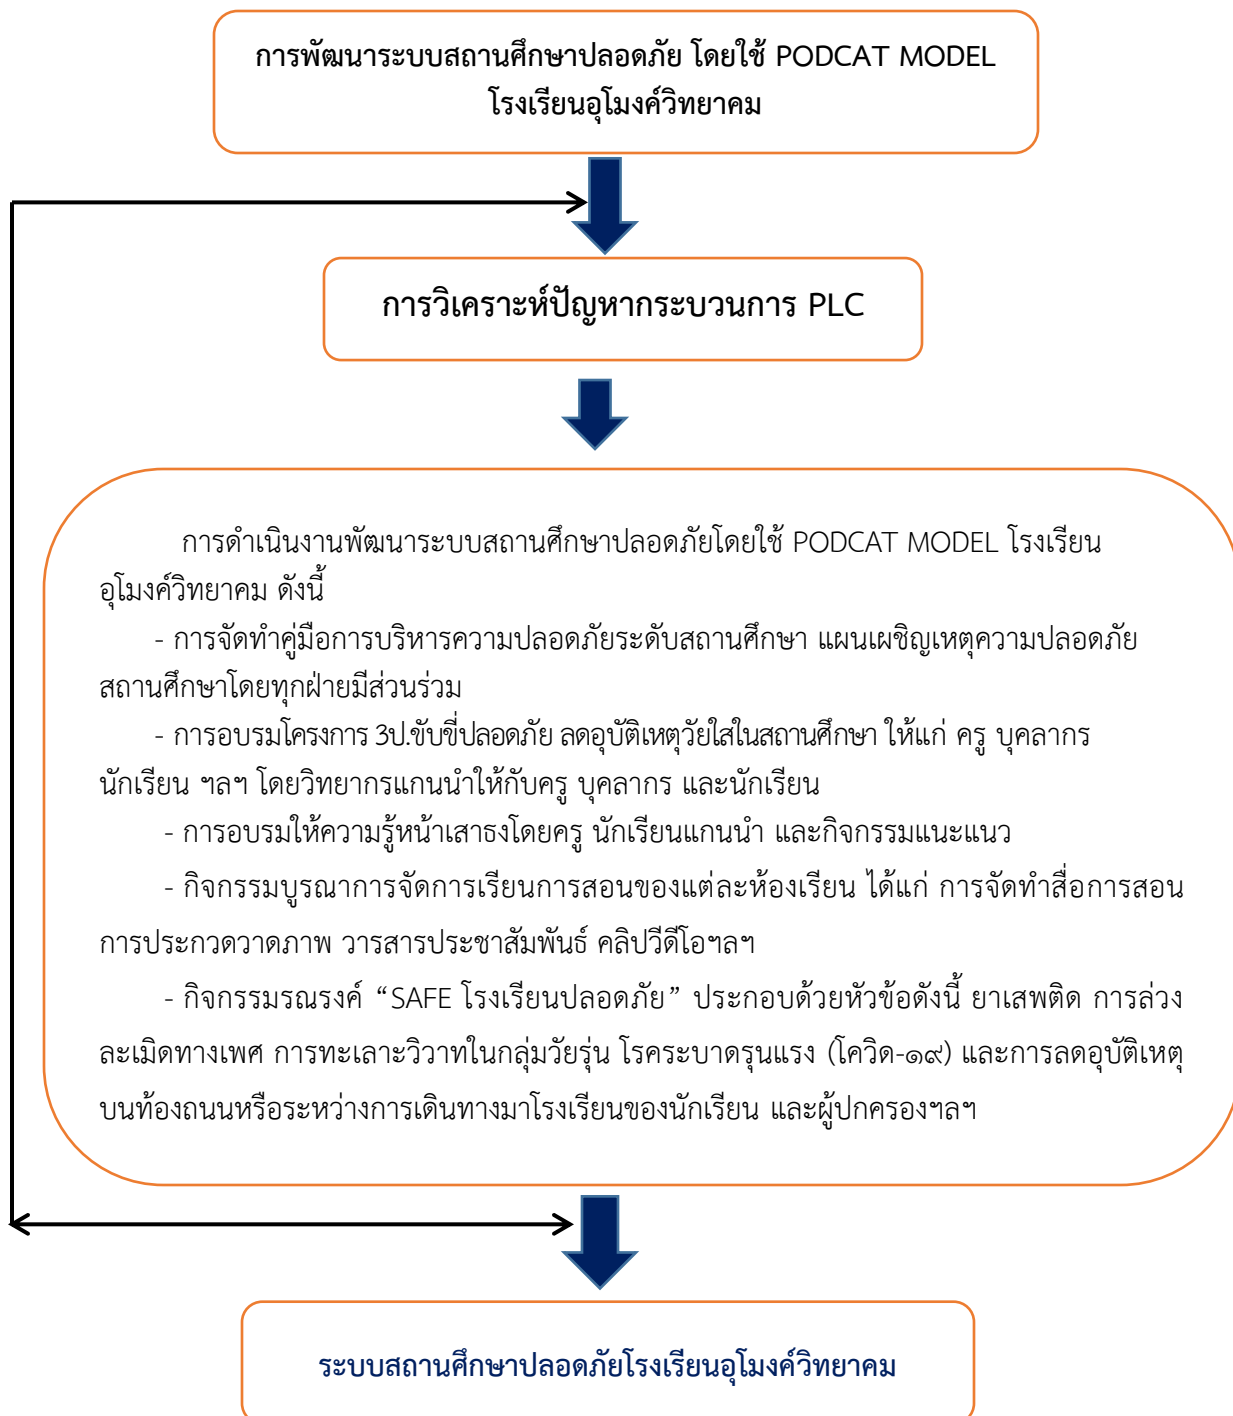 การพัฒนาระบบสถานศึกษาปลอดภัย โดยใช้ PODCAT MODEL
โรงเรียนอุโมงค์วิทยาคม
การวิเคราะห์ปัญหากระบวนการ PLC
การดำเนินงานพัฒนาระบบสถานศึกษาปลอดภัยโดยใช้ PODCAT MODEL โรงเรียน
อุโมงค์วิทยาคม ดังนี้
- การจัดทำคู่มือการบริหารความปลอดภัยระดับสถานศึกษา แผนเผชิญเหตุความปลอดภัย
สถานศึกษาโดยทุกฝ่ายมีส่วนร่วม
- การอบรมโครงการ 3ป.ขับขี่ปลอดภัย ลดอุบัติเหตุวัยใสในสถานศึกษา ให้แก่ ครู บุคลากร
นักเรียน ฯลฯ โดยวิทยากรแกนนำให้กับครู บุคลากร และนักเรียน
- การอบรมให้ความรู้หน้าเสาธงโดยครู นักเรียนแกนนำ และกิจกรรมแนะแนว
- กิจกรรมบูรณาการจัดการเรียนการสอนของแต่ละห้องเรียน ได้แก่ การจัดทำสื่อการสอน
การประกวดวาดภาพ วารสารประชาสัมพันธ์ คลิปวีดีโอฯลฯ
- กิจกรรมรณรงค์ “SAFE โรงเรียนปลอดภัย” ประกอบด้วยหัวข้อดังนี้ ยาเสพติด การล่วง
ละเมิดทางเพศ การทะเลาะวิวาทในกลุ่มวัยรุ่น โรคระบาดรุนแรง (โควิด-๑๙) และการลดอุบัติเหตุ
บนท้องถนนหรือระหว่างการเดินทางมาโรงเรียนของนักเรียน และผู้ปกครองฯลฯ
ระบบสถานศึกษาปลอดภัยโรงเรียนอุโมงค์วิทยาคม